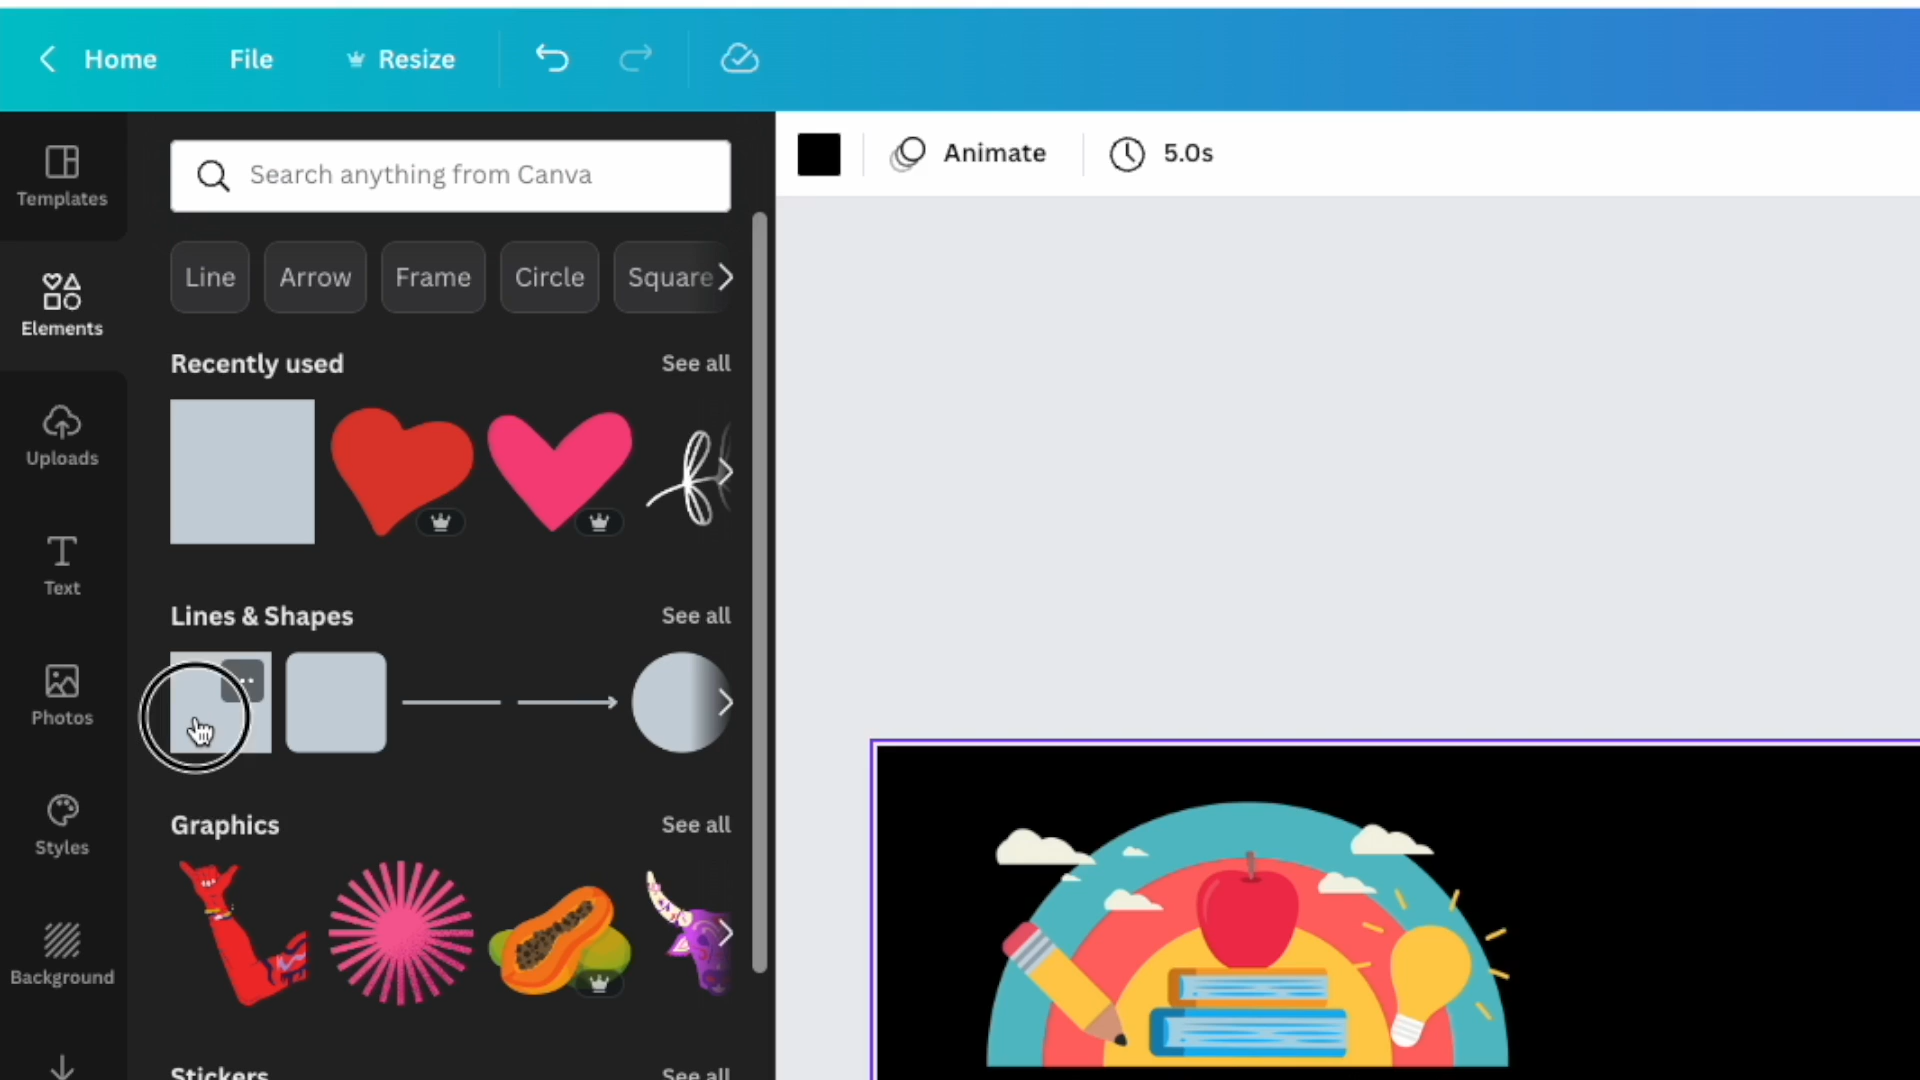 Home File Resize
Templates
Search anything from Canva
Animate 5.0s
Line Arrow Frame Circle Square
Elements
Recently used See all
Uploads
Text
Lines & Shapes See all
Photos
Styles
Graphics See all
Background
Stickers See all